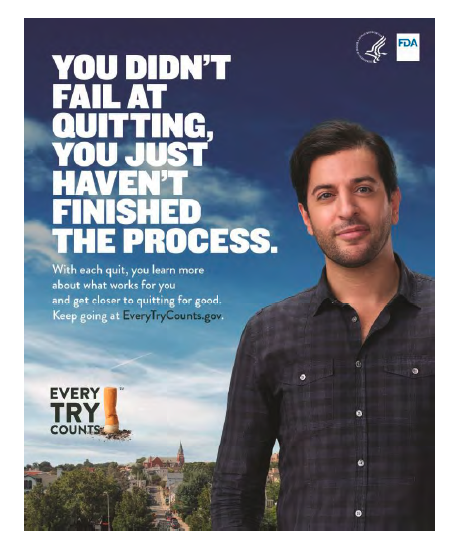 FDA
YOU DIDN'T
FAIL AT
QUITTING,
YOU JUST
HAVEN'T
FINISHED
THE PROCESS.
With each quit, you learn more
about what works for you
and get closer to quitting for good.
Keep going at EveryTryCounts.gov.
EVERY
TRY
COUNTS